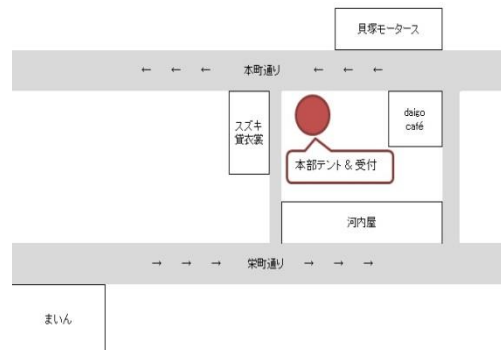 貝塚モータース
← ← ← 本町通り ← ← ←
スズキ
貸衣裳
daigo
café
本部テント & 受付
河内屋
→ → → 栄町通り → → →
まいん